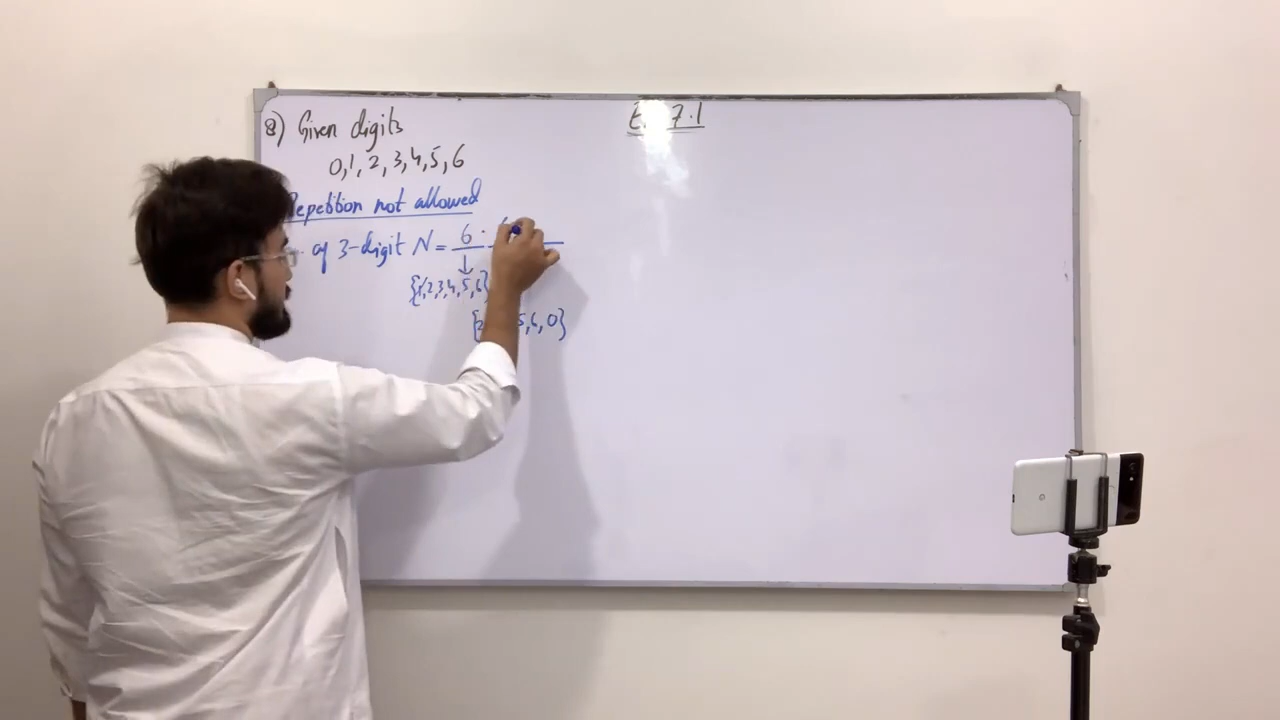 7.1
8) Given digits
0,1,2,3,4,5,6
Repetition not allowed
of 3-digit N = 6 ·
{1,2,3,4,5,6}
5,6,0}